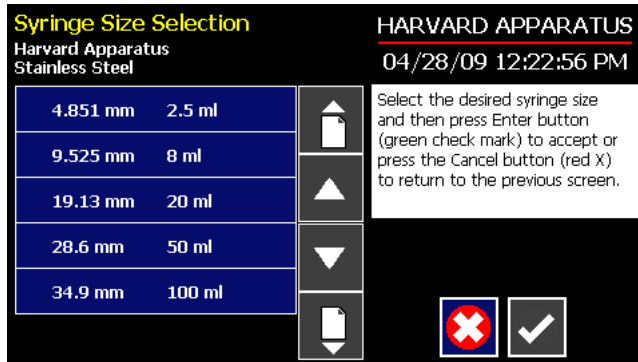 Syringe Size Selection
Harvard Apparatus
Stainless Steel
4.851 mm 2.5 ml
9.525 mm 8 ml
19.13 mm 20 ml
28.6 mm 50 ml
34.9 mm 100 ml
HARVARD APPARATUS
04/28/09 12:22:56 PM
Select the desired syringe size
and then press Enter button
(green check mark) to accept or
press the Cancel button (red X)
to return to the previous screen.